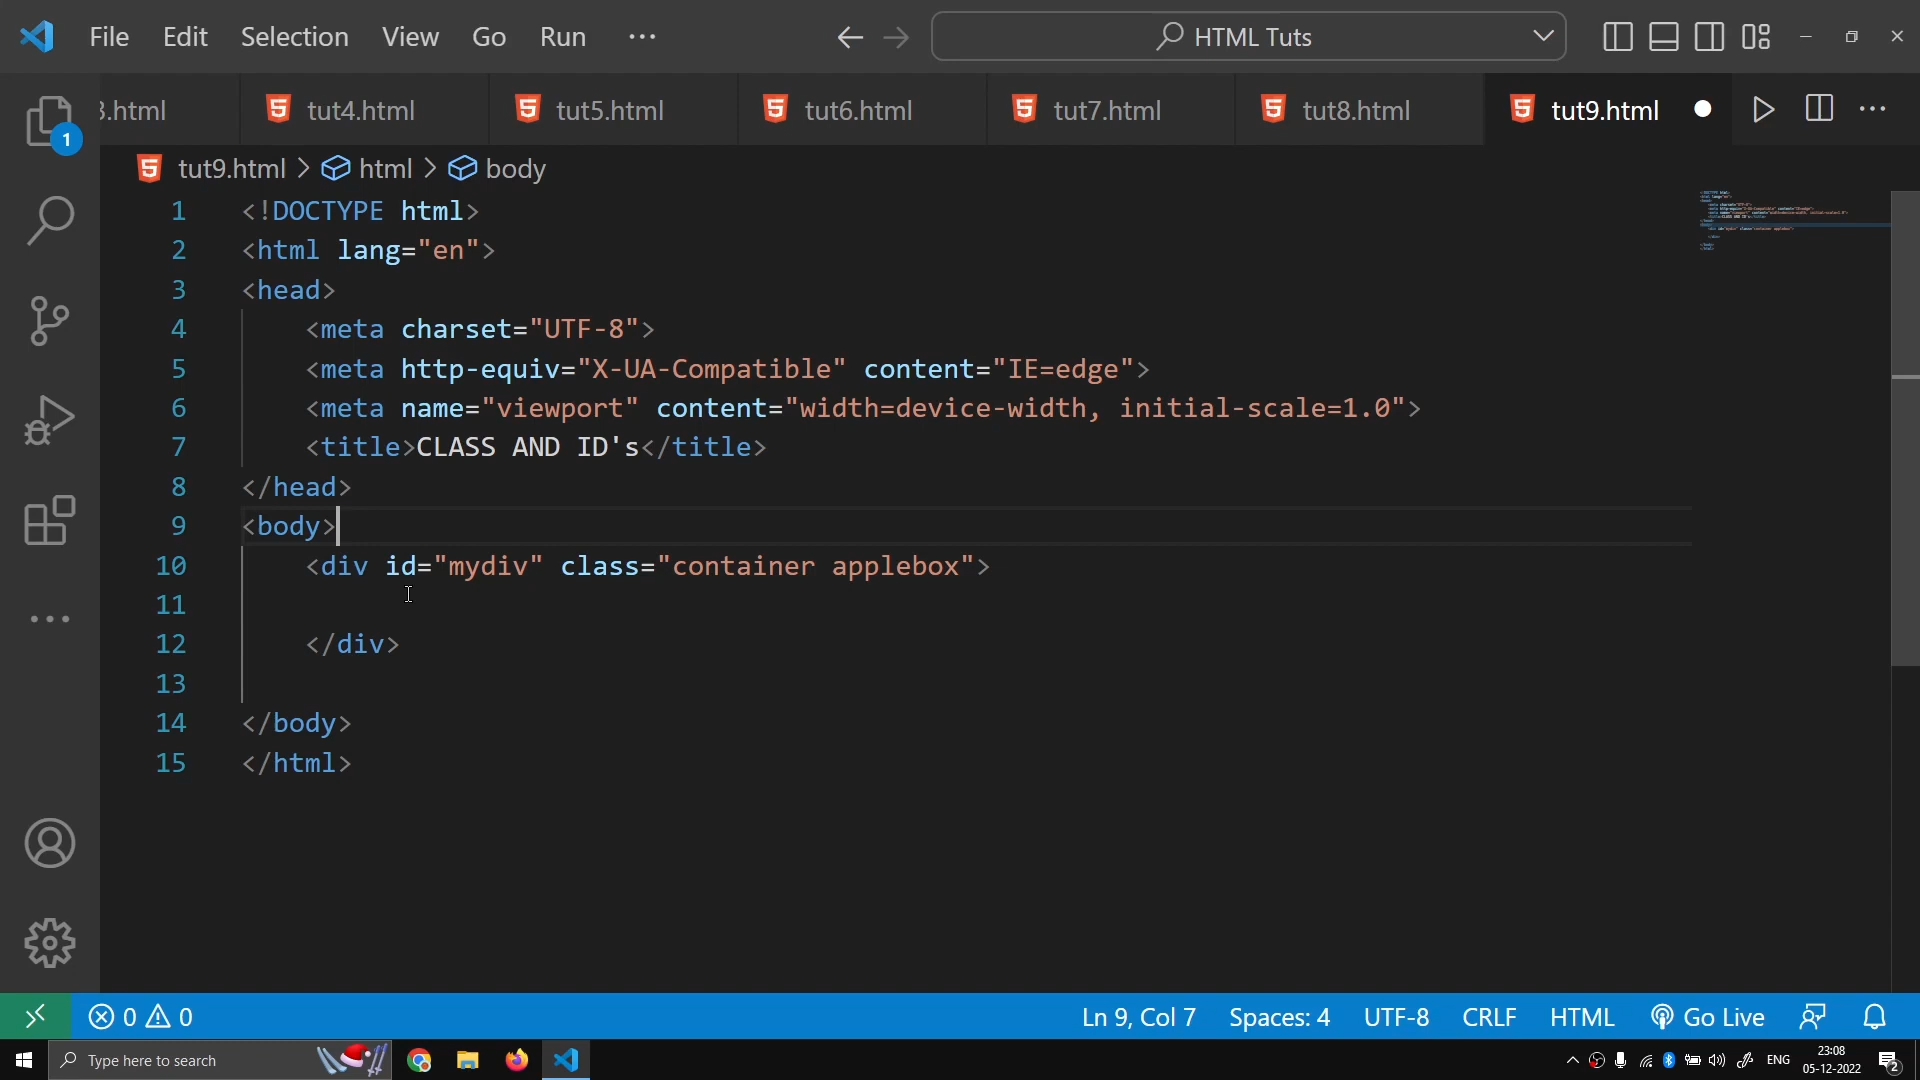 File Edit Selection View Go Run ··· HTML Tuts
3.html tut4.html tut5.html tut6.html tut7.html tut8.html tut9.html
1
tut9.html > html > body
1 <!DOCTYPE html>
2 <html lang="en">
3 <head>
4 <meta charset="UTF-8">
5 <meta http-equiv="X-UA-Compatible" content="IE=edge">
6 <meta name="viewport" content="width=device-width, initial-scale=1.0">
7 <title>CLASS AND ID's</title>
8 </head>
9 <body>
10 <div id="mydiv" class="container applebox">
11
12 </div>
13
14 </body>
15 </html>
0 0 Ln 9, Col 7 Spaces: 4 UTF-8 CRLF HTML Go Live
Type here to search ENG 23:08
05-12-2022 2